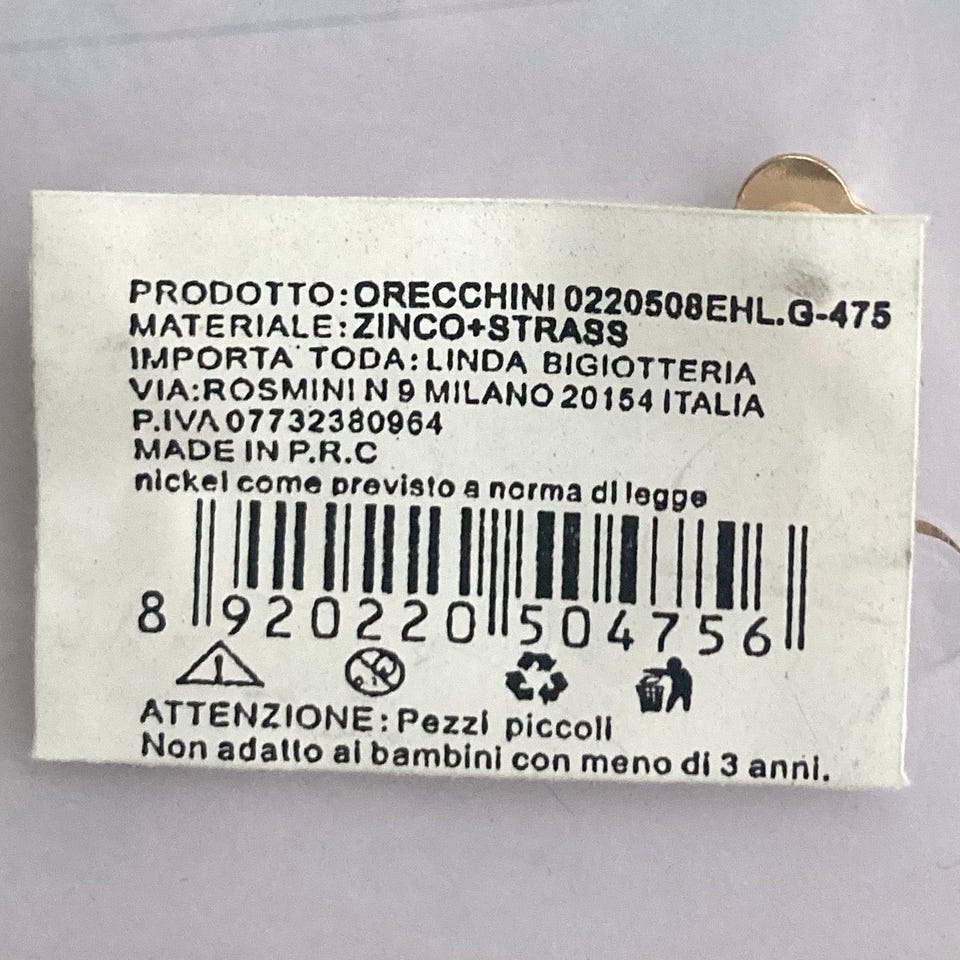 PRODOTTO:ORECCHINI 0220508EHL.G-475
MATERIALE:ZINCO+STRASS
IMPORTA TODA:LINDA BIGIOTTERIA
VIA:ROSMINI N 9 MILANO 20154 ITALIA
P.IVA 07732380964
MADE IN P.R.C
nickel come previsto a norma di legge
8 920220 504756
ATTENZIONE:Pezzi piccoli
Non adatto ai bambini con meno di 3 anni.